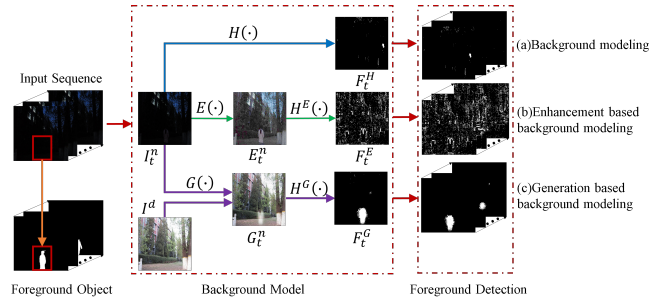 H(·)
(a)Background modeling
Input Sequence
F_t^H
E(·)
H^E(·)
(b)Enhancement based
background modeling
I_t^n
E_t^n
F_t^E
G(·)
I^d
H^G(·)
(c)Generation based
background modeling
G_t^n
F_t^G
Foreground Object
Background Model
Foreground Detection